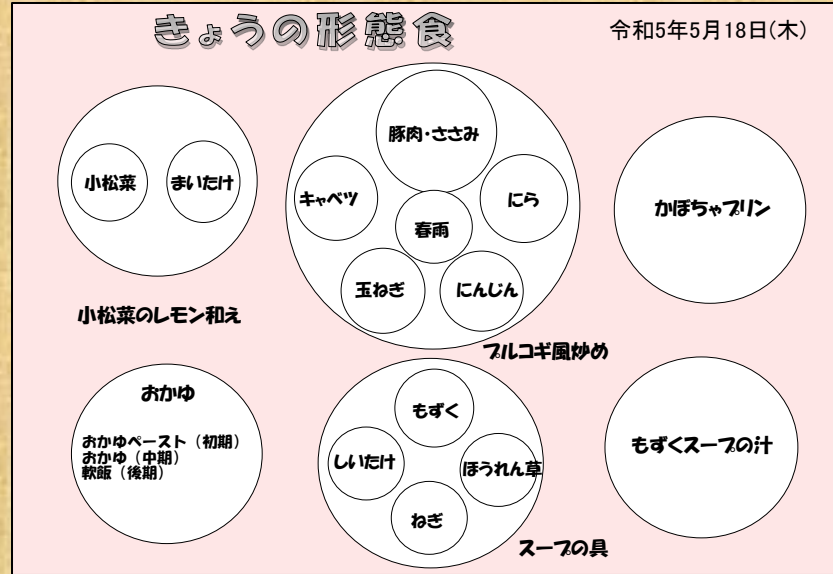 きょうの形態食
令和5年5月18日(木)
小松菜
まいたけ
小松菜のレモン和え
豚肉・ささみ
キャベツ
にら
春雨
玉ねぎ
にんじん
プルコギ風炒め
かぼちゃプリン
おかゆ
おかゆペースト（初期）
おかゆ（中期）
軟飯（後期）
もずく
しいたけ
ほうれん草
ねぎ
スープの具
もずくスープの汁